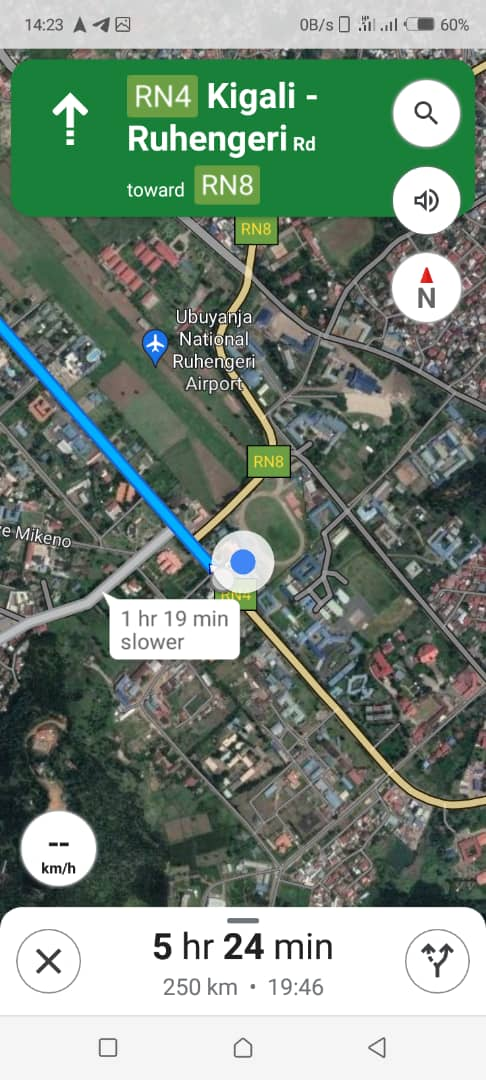 14:23 0B/s 60%
RN4 Kigali -
Ruhengeri Rd
toward RN8
N
RN8
Ubuyanja
National
Ruhengeri
Airport
RN8
e Mikeno
RN4
1 hr 19 min
slower
--
km/h
5 hr 24 min
250 km • 19:46